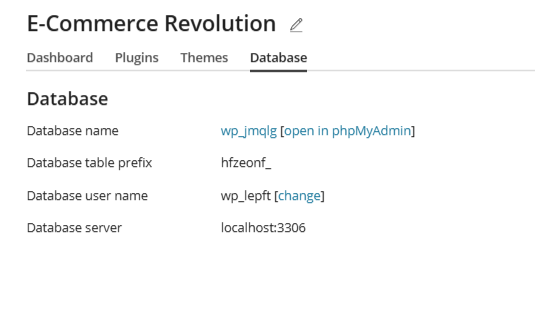 E-Commerce Revolution
Dashboard Plugins Themes Database
Database
Database name wp_jmqlg [open in phpMyAdmin]
Database table prefix hfzeonf_
Database user name wp_lepft [change]
Database server localhost:3306